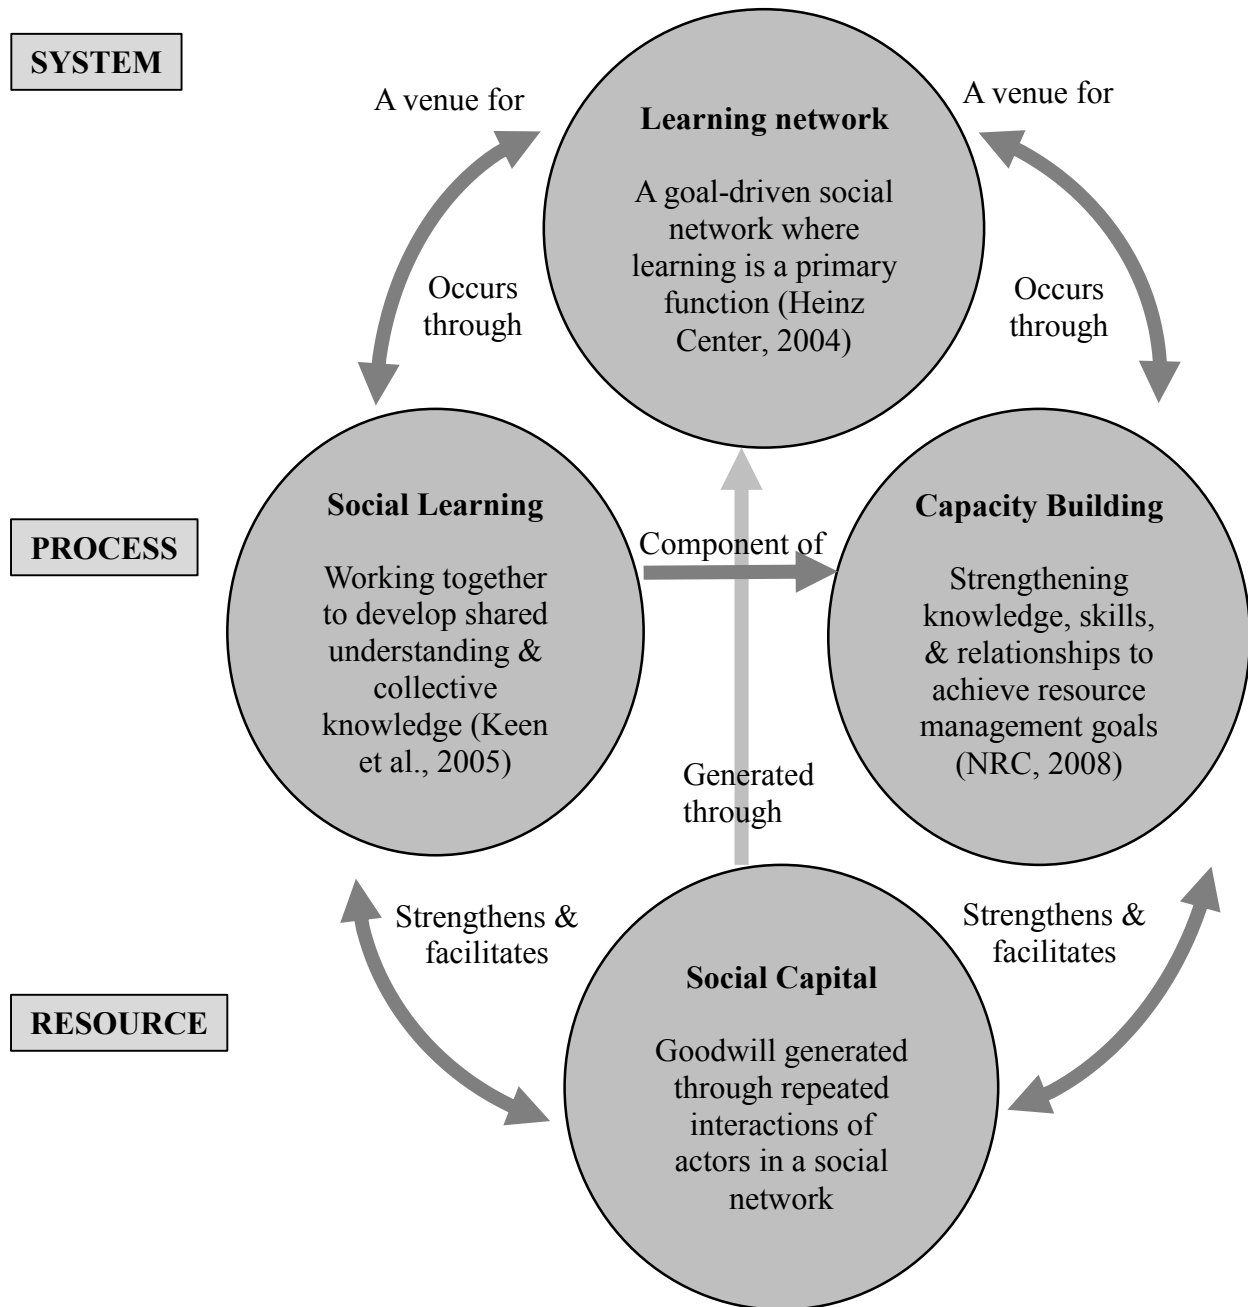 SYSTEM
A venue for
A venue for
Learning network
A goal-driven social
network where
learning is a primary
function (Heinz
Center, 2004)
Occurs
through
Occurs
through
PROCESS
Social Learning
Working together
to develop shared
understanding &
collective
knowledge (Keen
et al., 2005)
Component of
Capacity Building
Strengthening
knowledge, skills,
& relationships to
achieve resource
management goals
(NRC, 2008)
Generated
through
Strengthens &
facilitates
Strengthens &
facilitates
RESOURCE
Social Capital
Goodwill generated
through repeated
interactions of
actors in a social
network